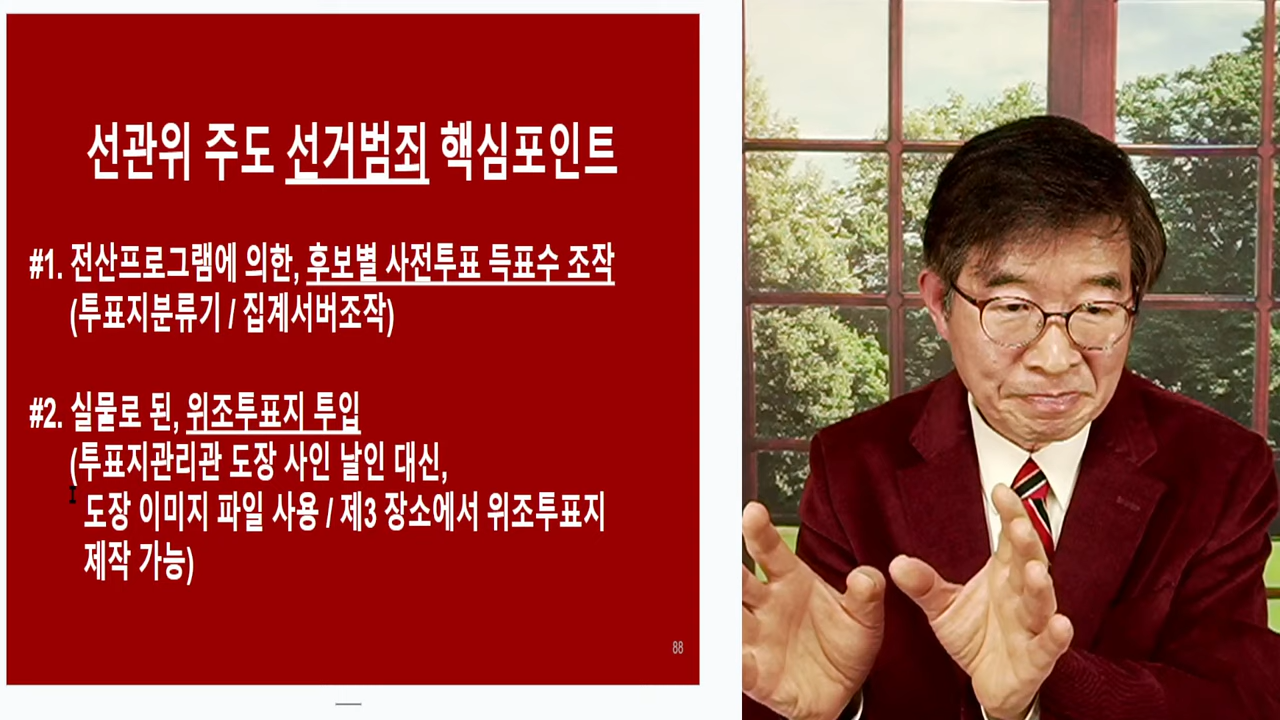 선관위 주도 선거범죄 핵심포인트
#1. 전산프로그램에 의한, 후보별 사전투표 득표수 조작
(투표지분류기 / 집계서버조작)
#2. 실물로 된, 위조투표지 투입
(투표지관리관 도장 사인 날인 대신,
도장 이미지 파일 사용 / 제3 장소에서 위조투표지
제작 가능)
88